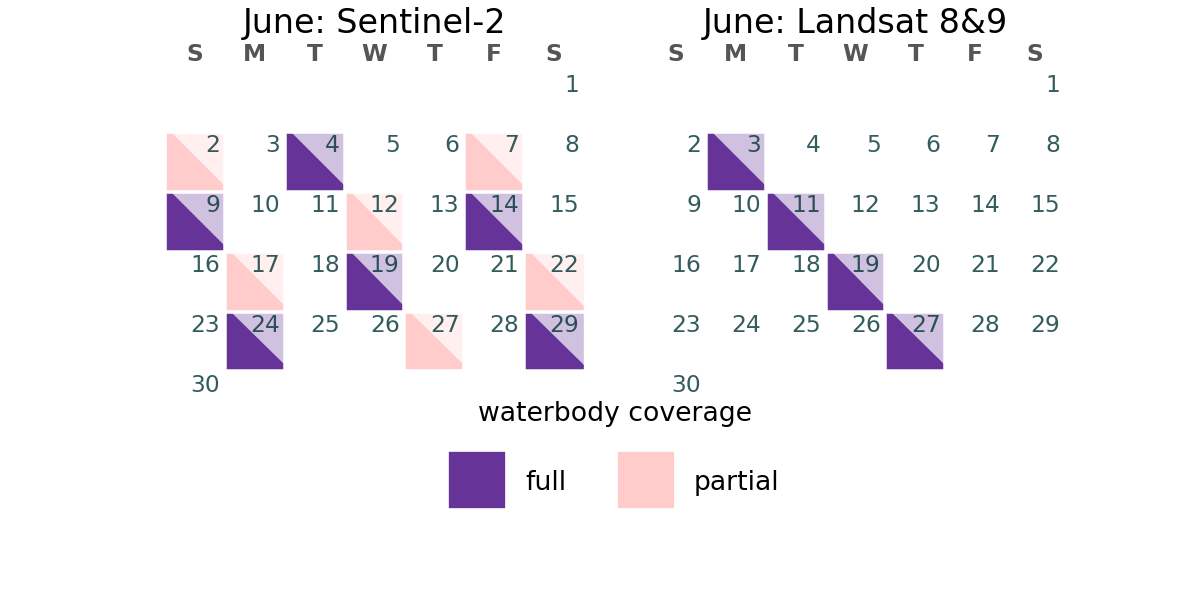 June: Sentinel-2
S M T W T F S
1
2 3 4 5 6 7 8
9 10 11 12 13 14 15
16 17 18 19 20 21 22
23 24 25 26 27 28 29
30
June: Landsat 8&9
S M T W T F S
1
2 3 4 5 6 7 8
9 10 11 12 13 14 15
16 17 18 19 20 21 22
23 24 25 26 27 28 29
30
waterbody coverage
full
partial